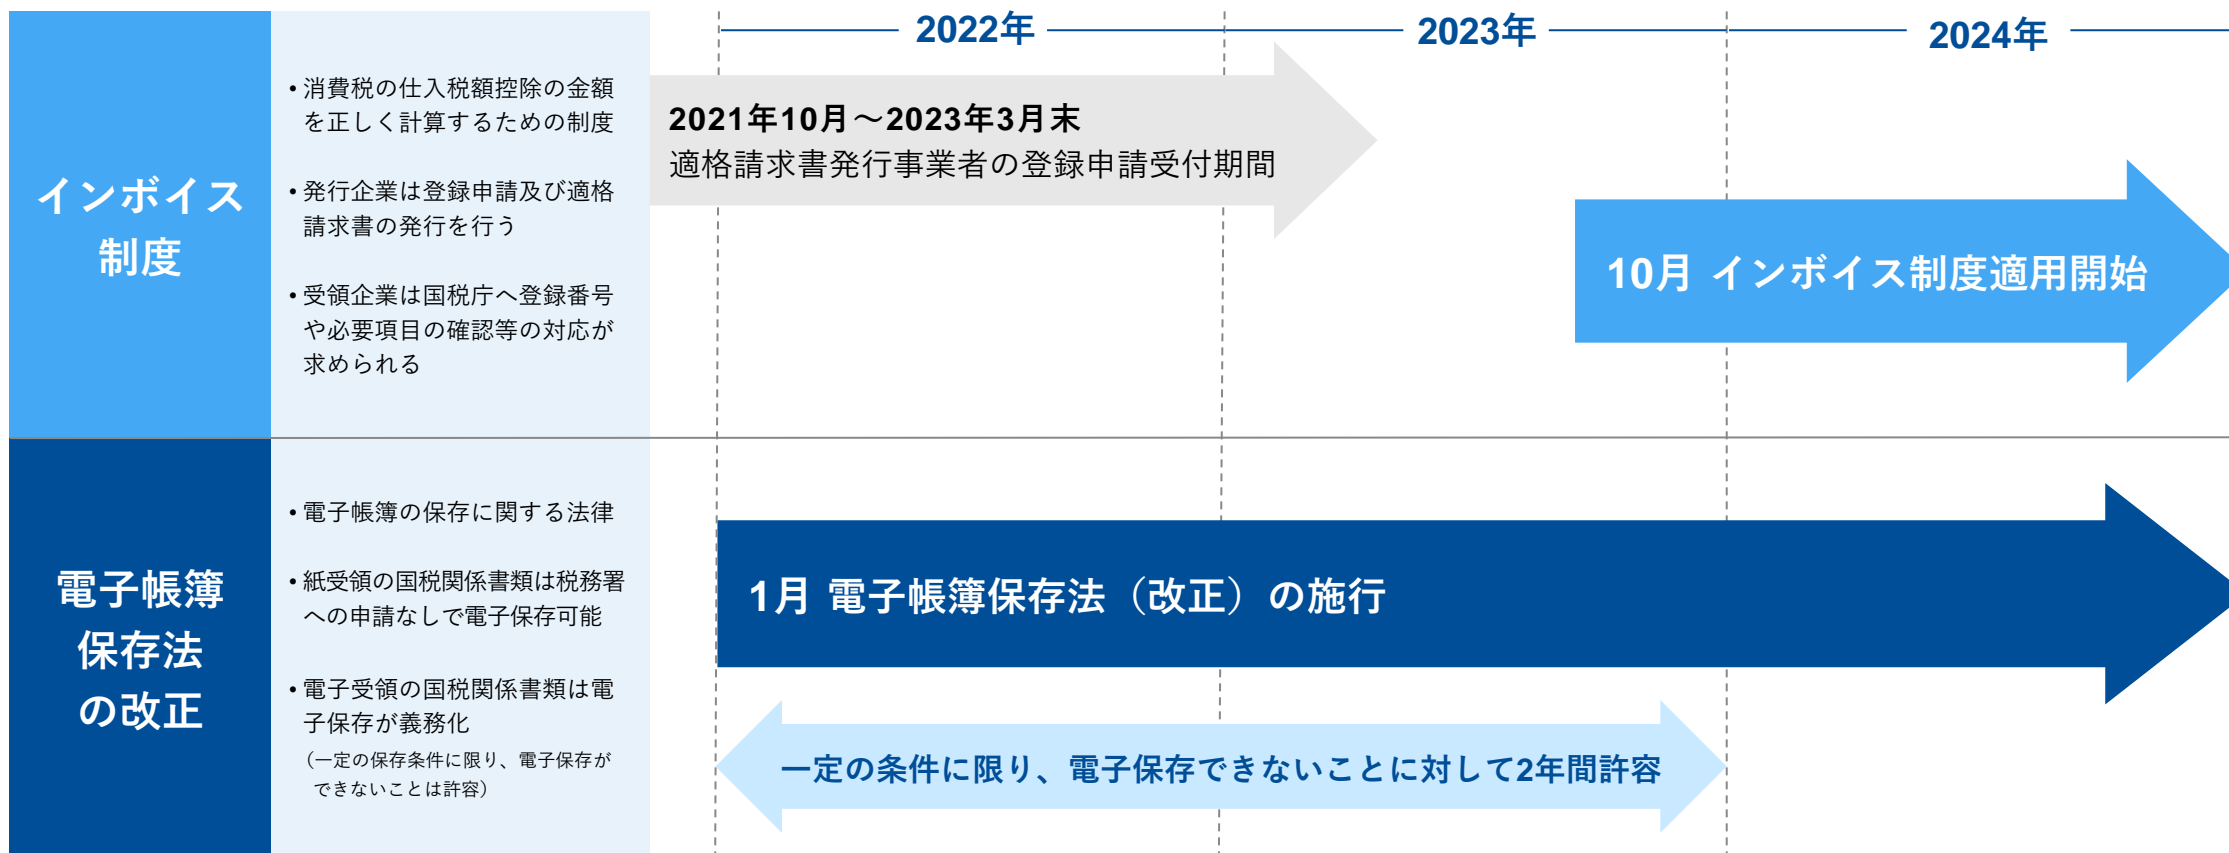 2022年
2023年
2024年
インボイス
制度
• 消費税の仕入税額控除の金額
を正しく計算するための制度
• 発行企業は登録申請及び適格
請求書の発行を行う
• 受領企業は国税庁へ登録番号
や必要項目の確認等の対応が
求められる
2021年10月～2023年3月末
適格請求書発行事業者の登録申請受付期間
10月 インボイス制度適用開始
電子帳簿
保存法
の改正
• 電子帳簿の保存に関する法律
• 紙受領の国税関係書類は税務署
への申請なしで電子保存可能
• 電子受領の国税関係書類は電
子保存が義務化
（一定の保存条件に限り、電子保存が
できないことは許容）
1月 電子帳簿保存法（改正）の施行
一定の条件に限り、電子保存できないことに対して2年間許容